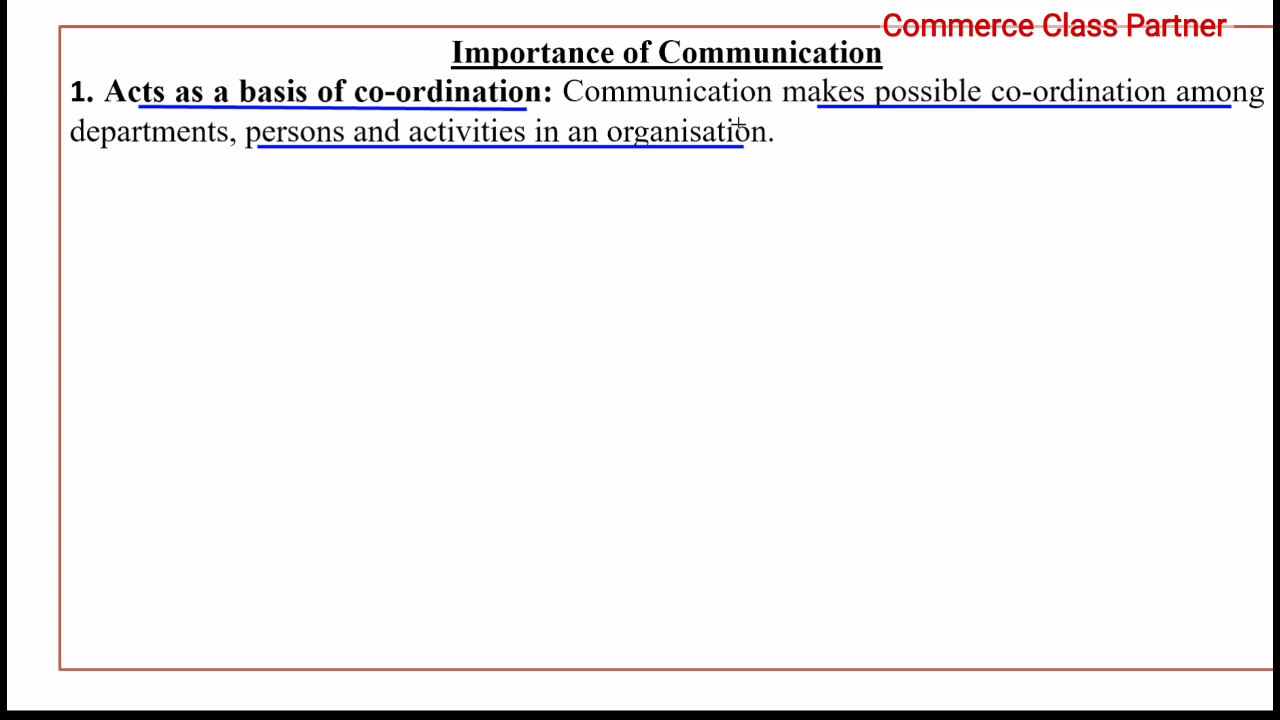 Commerce Class Partner
Importance of Communication
1. Acts as a basis of co-ordination: Communication makes possible co-ordination among
departments, persons and activities in an organisation.